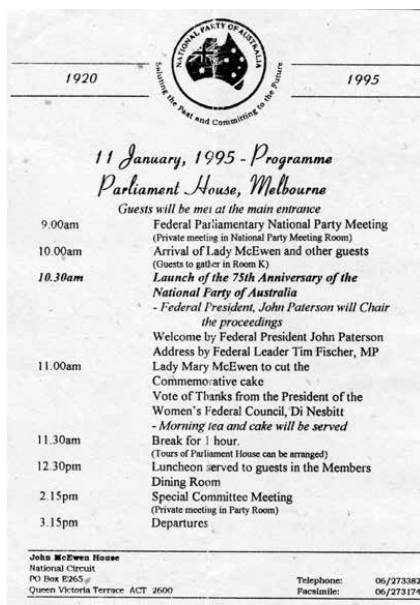 NATIONAL PARTY OF AUSTRALIA
Saluting the Past and Committing to the Future
1920
1995
11 January, 1995 - Programme
Parliament House, Melbourne
Guests will be met at the main entrance
9.00am Federal Parliamentary National Party Meeting
(Private meeting in National Party Meeting Room)
10.00am Arrival of Lady McEwen and other guests
(Guests to gather in Room K)
10.30am Launch of the 75th Anniversary of the
National Party of Australia
- Federal President, John Paterson will Chair
the proceedings
Welcome by Federal President John Paterson
Address by Federal Leader Tim Fischer, MP
11.00am Lady Mary McEwen to cut the
Commemorative cake
Vote of Thanks from the President of the
Women's Federal Council, Di Nesbitt
- Morning tea and cake will be served
11.30am Break for 1 hour.
(Tours of Parliament House can be arranged)
12.30pm Luncheon served to guests in the Members
Dining Room
2.15pm Special Committee Meeting
(Private meeting in Party Room)
3.15pm Departures
John McEwen House
National Circuit
PO Box E265
Queen Victoria Terrace ACT 2600
Telephone: 06/273382
Facsimile: